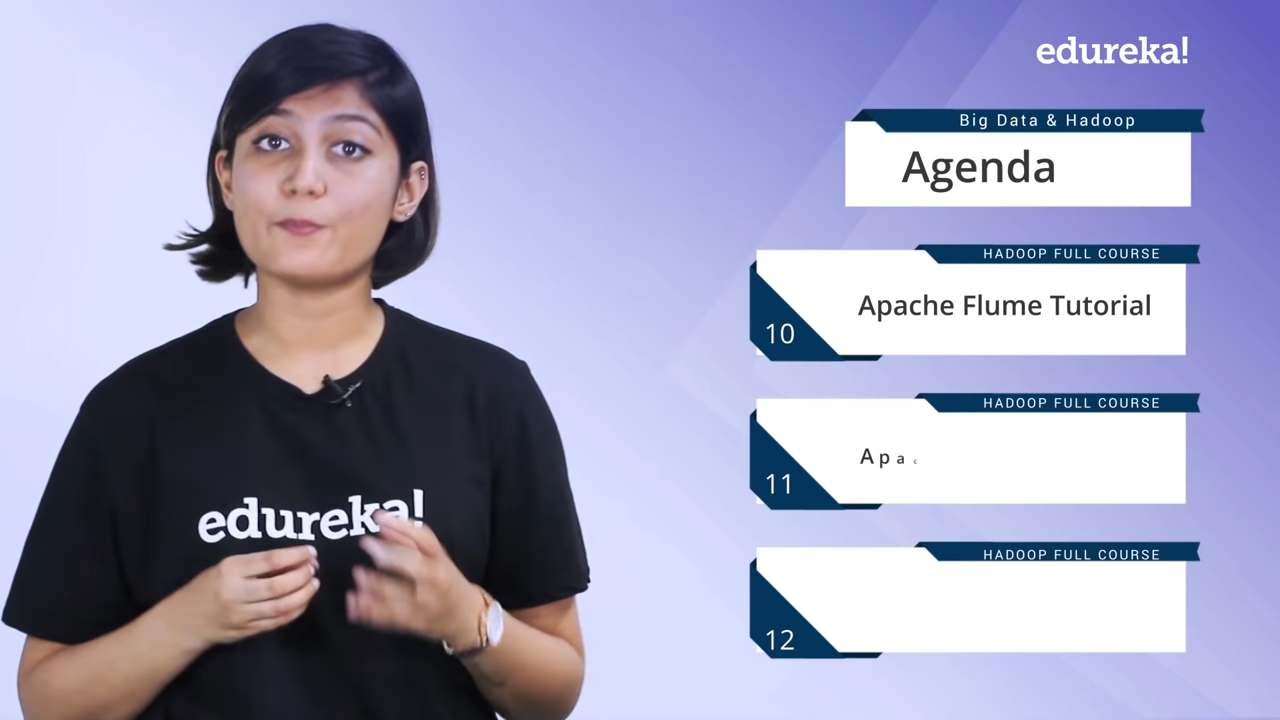 edureka!
Big Data & Hadoop
Agenda
HADOOP FULL COURSE
Apache Flume Tutorial
10
HADOOP FULL COURSE
Apac
11
HADOOP FULL COURSE
12
edureka!